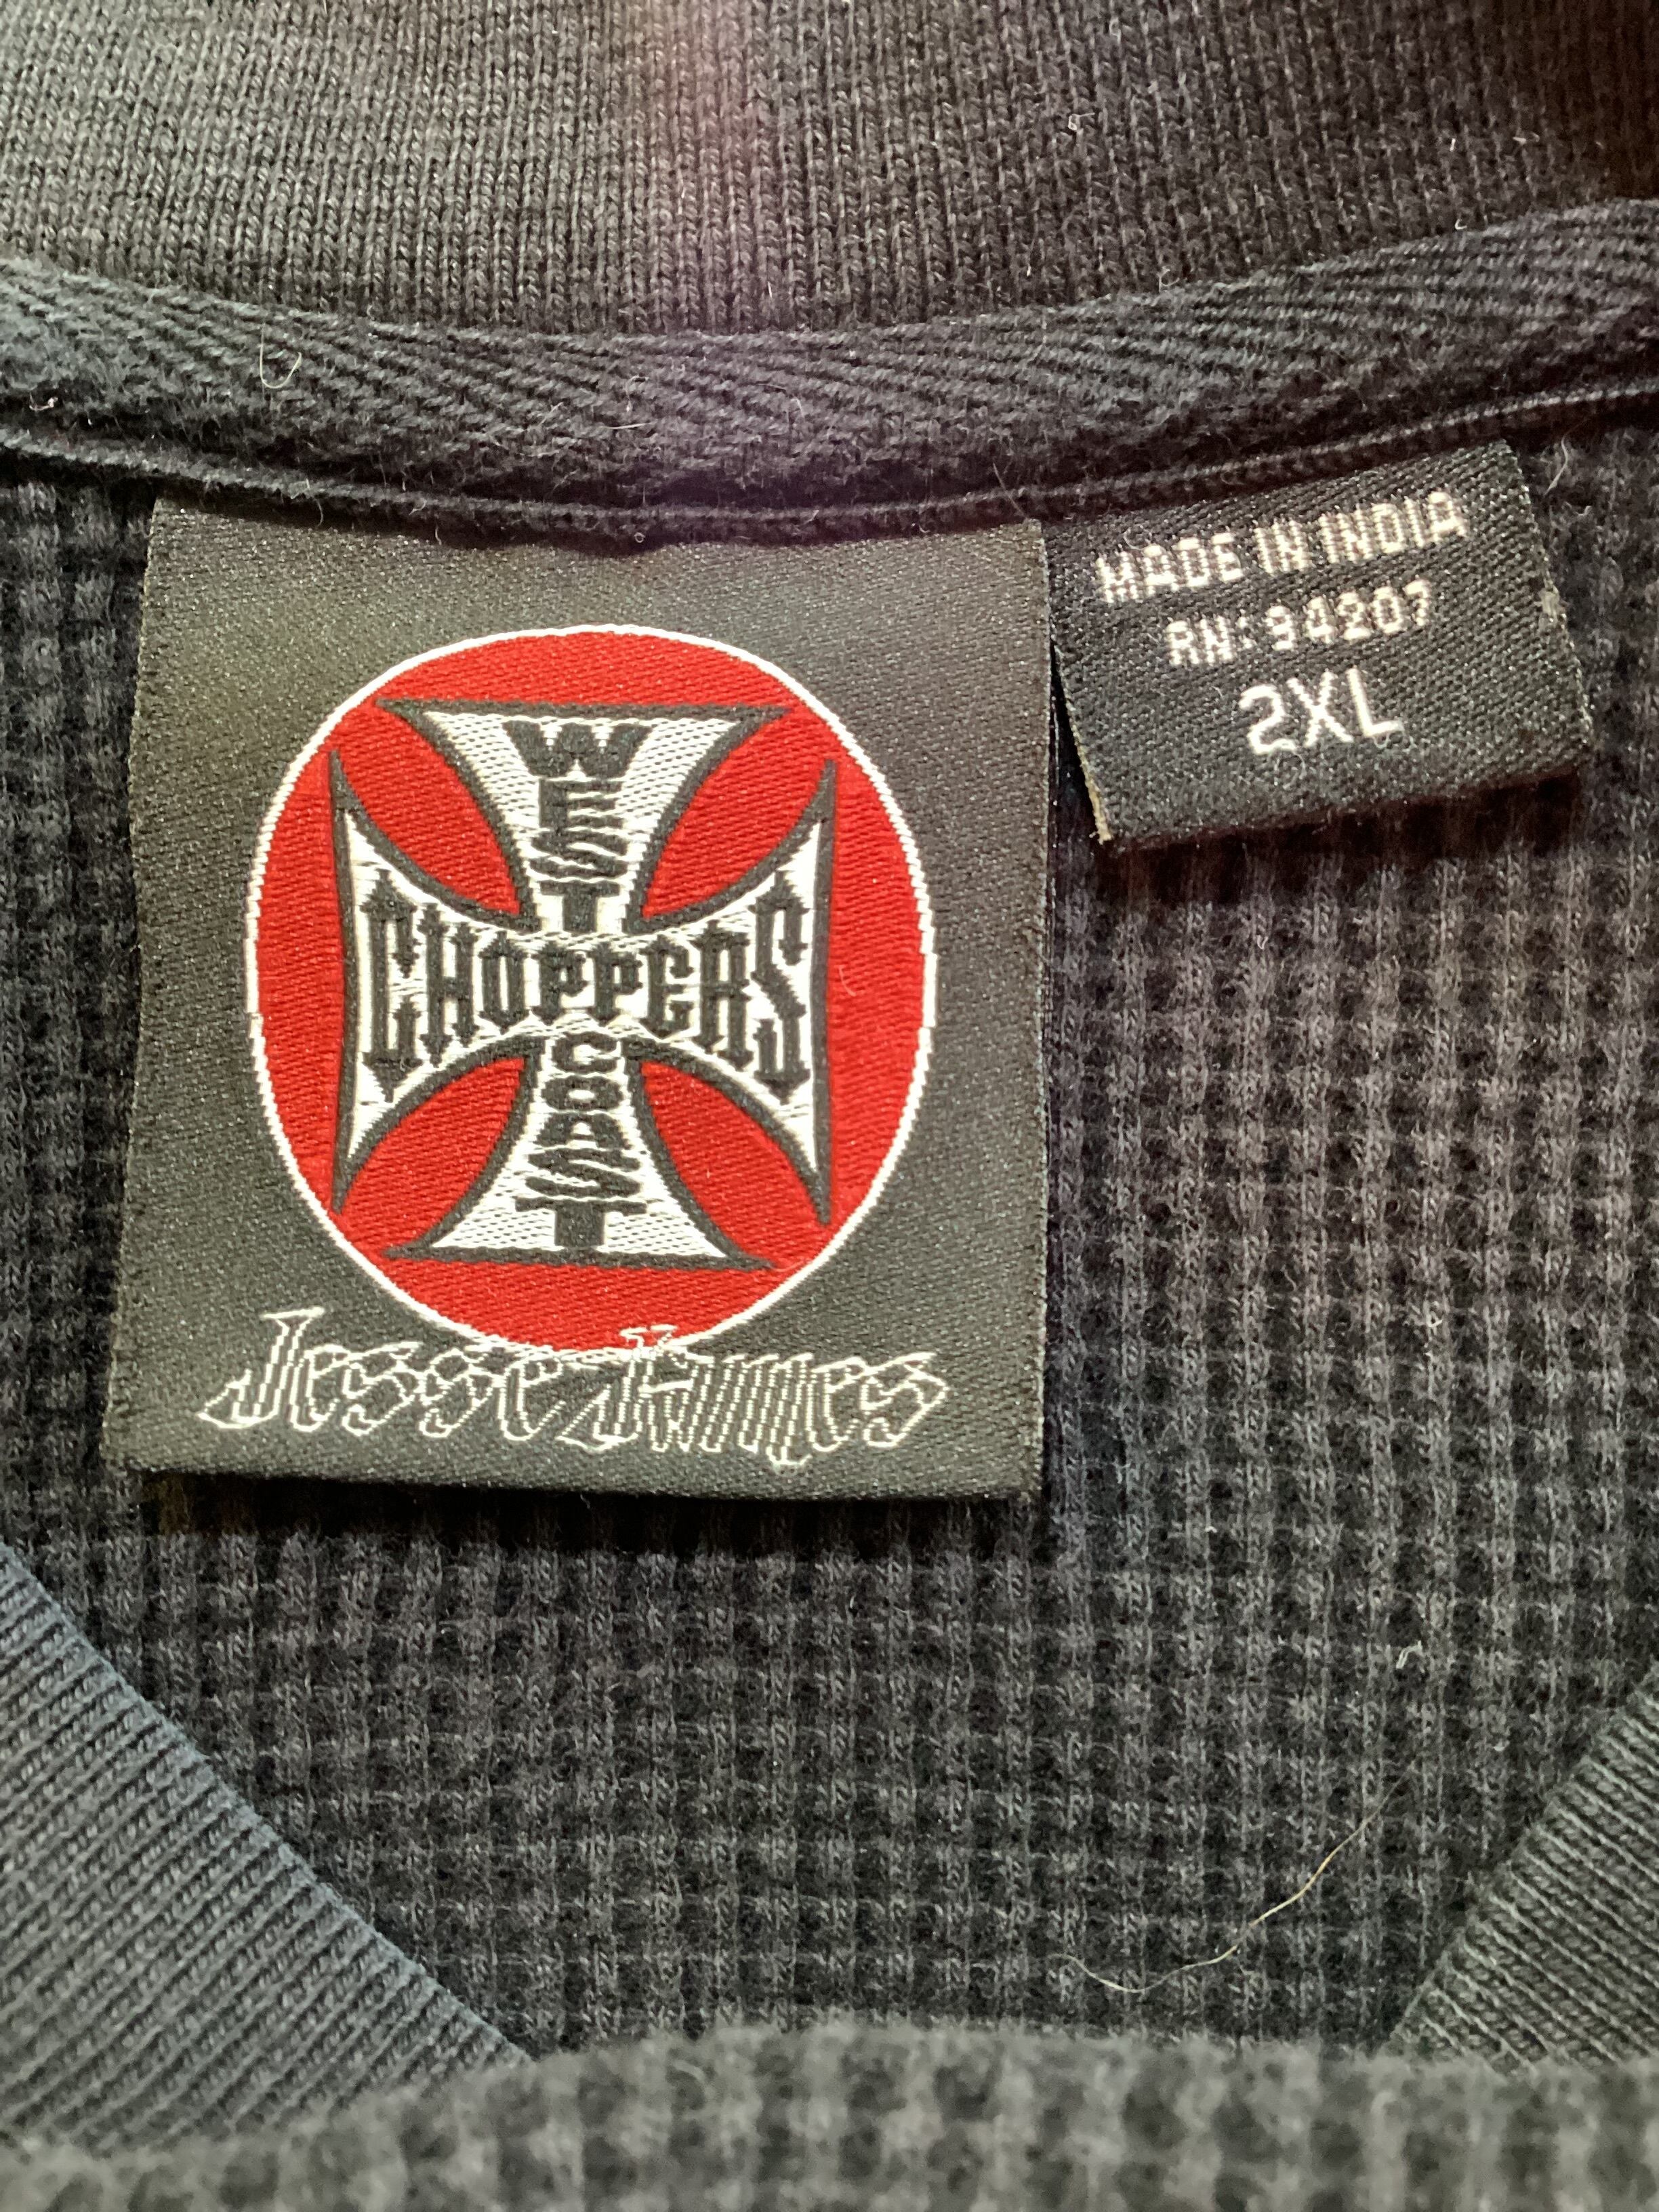 WEST
CHOPPERS
COAST
Jesse James
MADE IN INDIA
RN: 94207
2XL